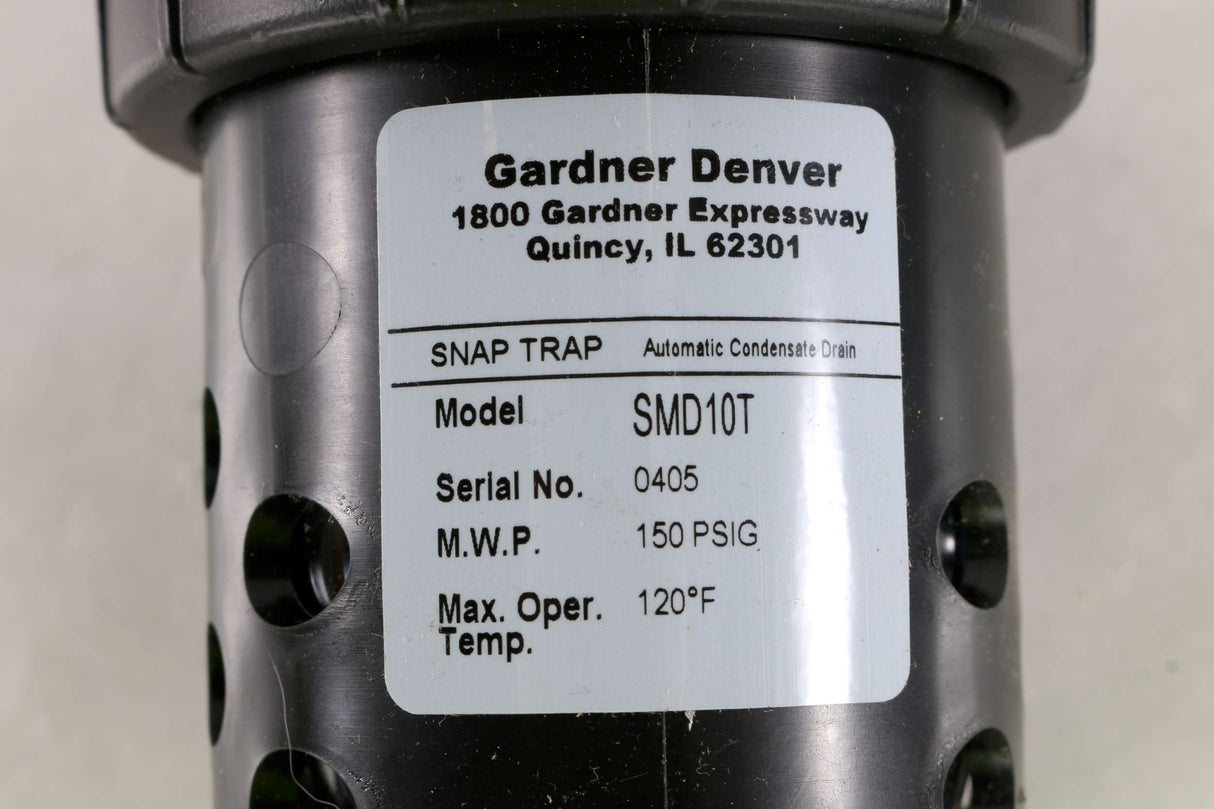 Gardner Denver
1800 Gardner Expressway
Quincy, IL 62301
SNAP TRAP Automatic Condensate Drain
Model SMD10T
Serial No. 0405
M.W.P. 150 PSIG
Max. Oper. 120°F
Temp.